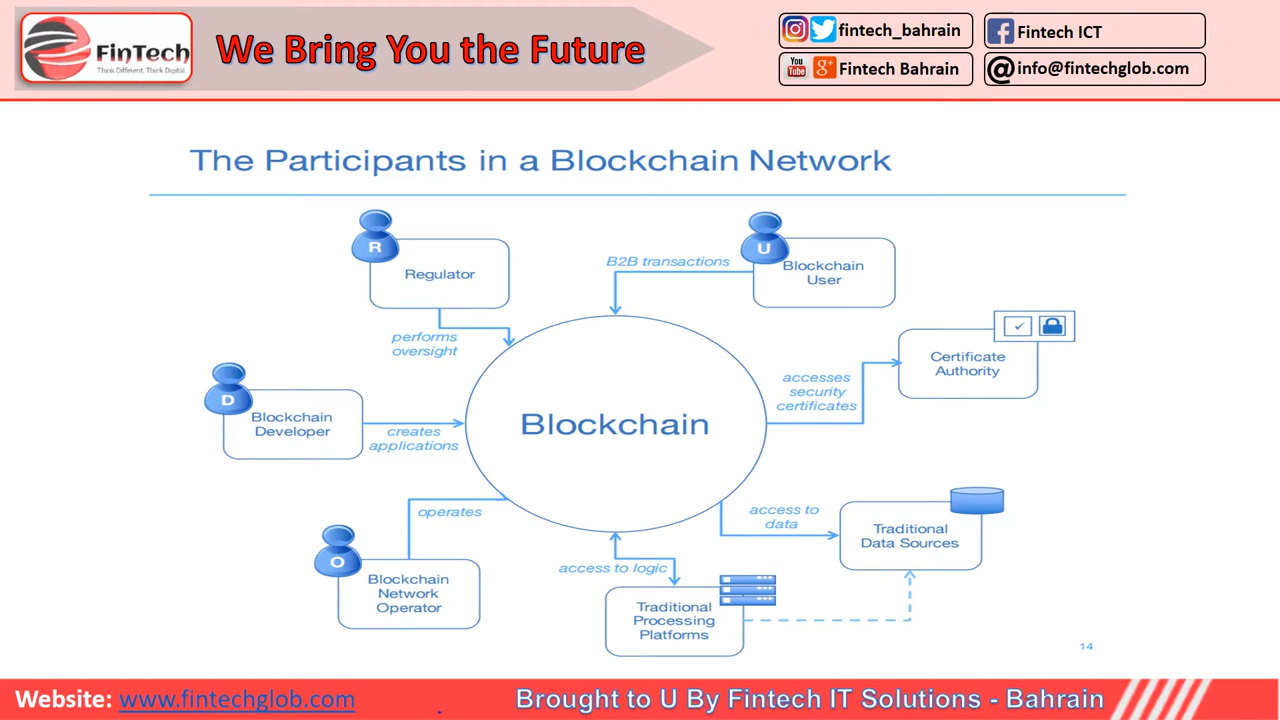 FinTech
Think Different, Think Digital
We Bring You the Future
fintech_bahrain
Fintech ICT
You
Tube
g+
Fintech Bahrain
@info@fintechglob.com
The Participants in a Blockchain Network
R
Regulator
U
Blockchain
User
B2B transactions
performs
oversight
Certificate
Authority
accesses
security
certificates
D
Blockchain
Developer
creates
applications
Blockchain
operates
O
Blockchain
Network
Operator
access to logic
Traditional
Processing
Platforms
access to
data
Traditional
Data Sources
14
Website: www.fintechglob.com
Brought to U By Fintech IT Solutions - Bahrain